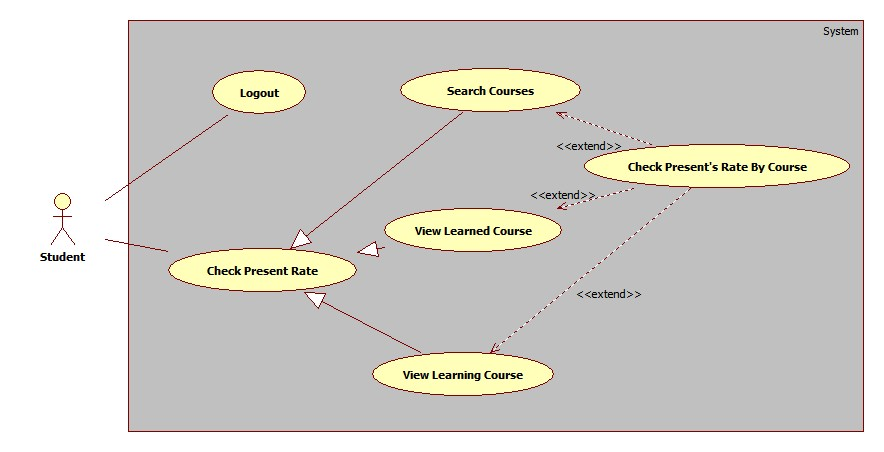 System
Logout
Search Courses
<<extend>>
Check Present's Rate By Course
<<extend>>
View Learned Course
Student
Check Present Rate
<<extend>>
View Learning Course